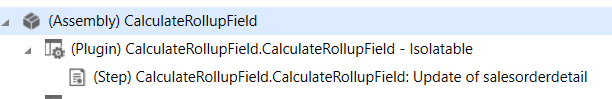 (Assembly) CalculateRollupField
(Plugin) CalculateRollupField.CalculateRollupField - Isolatable
(Step) CalculateRollupField.CalculateRollupField: Update of salesorderdetail